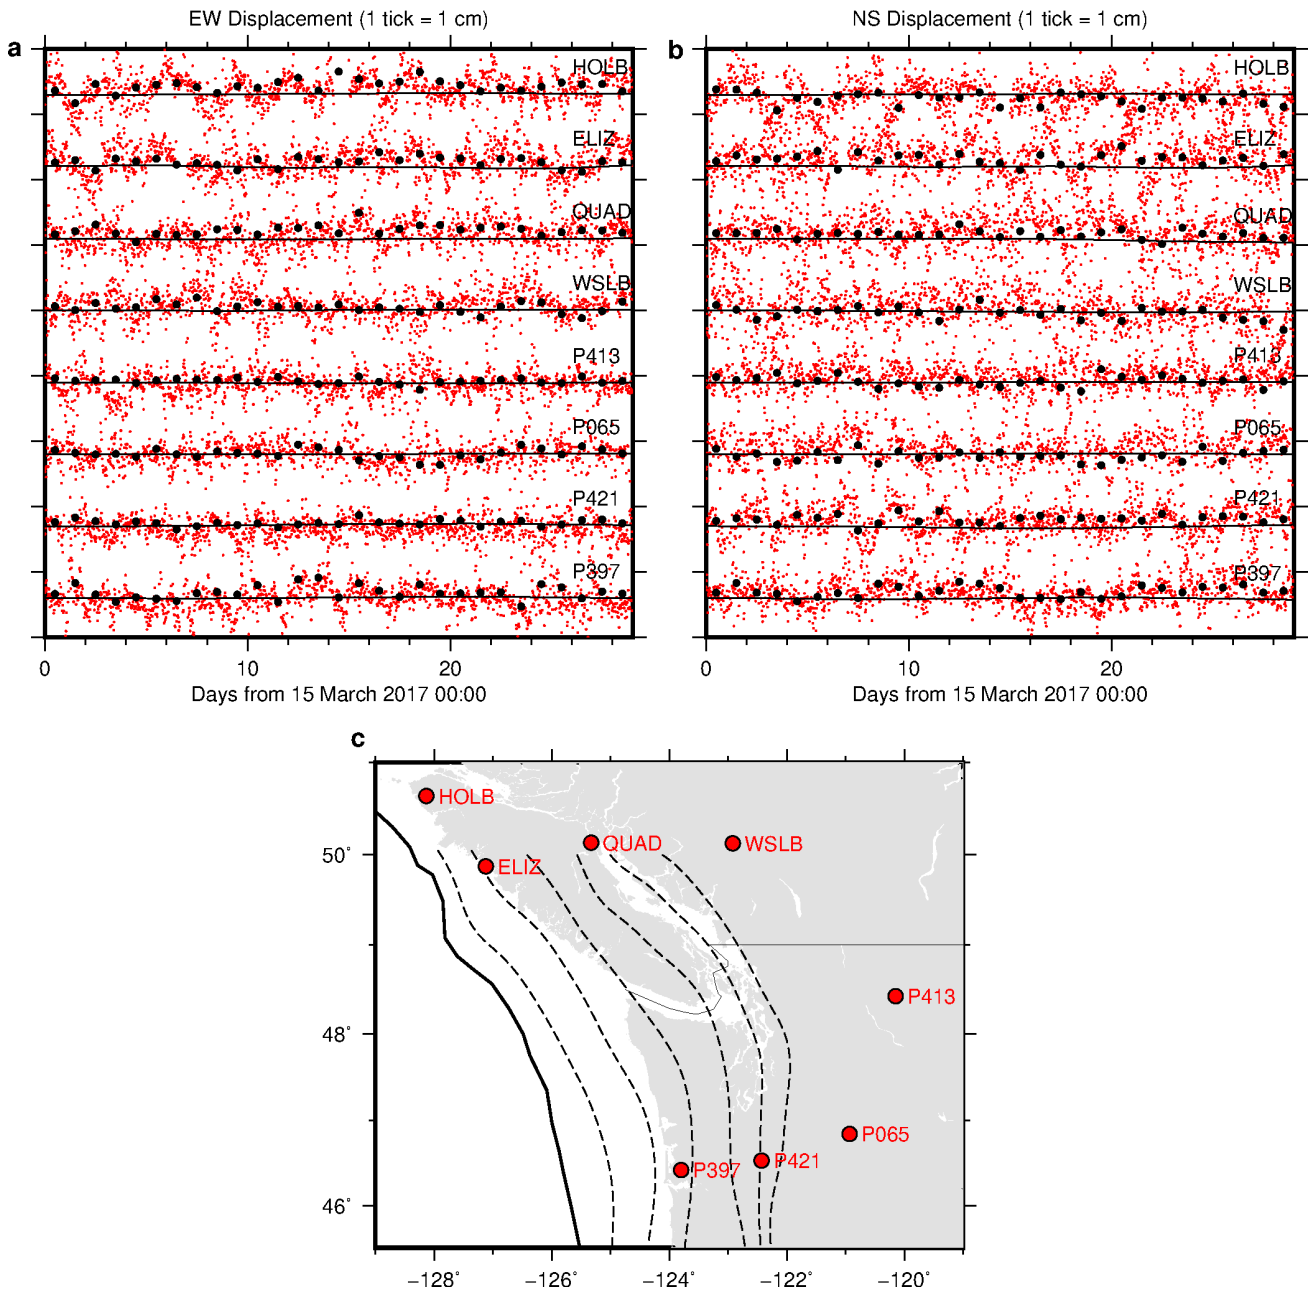 EW Displacement (1 tick = 1 cm)
NS Displacement (1 tick = 1 cm)
a
b
HOLB
ELIZ
QUAD
WSLB
P413
P065
P421
P397
HOLB
ELIZ
QUAD
WSLB
P413
P065
P421
P397
0 10 20
0 10 20
Days from 15 March 2017 00:00
Days from 15 March 2017 00:00
c
HOLB
QUAD
WSLB
50°
ELIZ
P413
48°
P065
P421
P397
46°
−128° −126° −124° −122° −120°